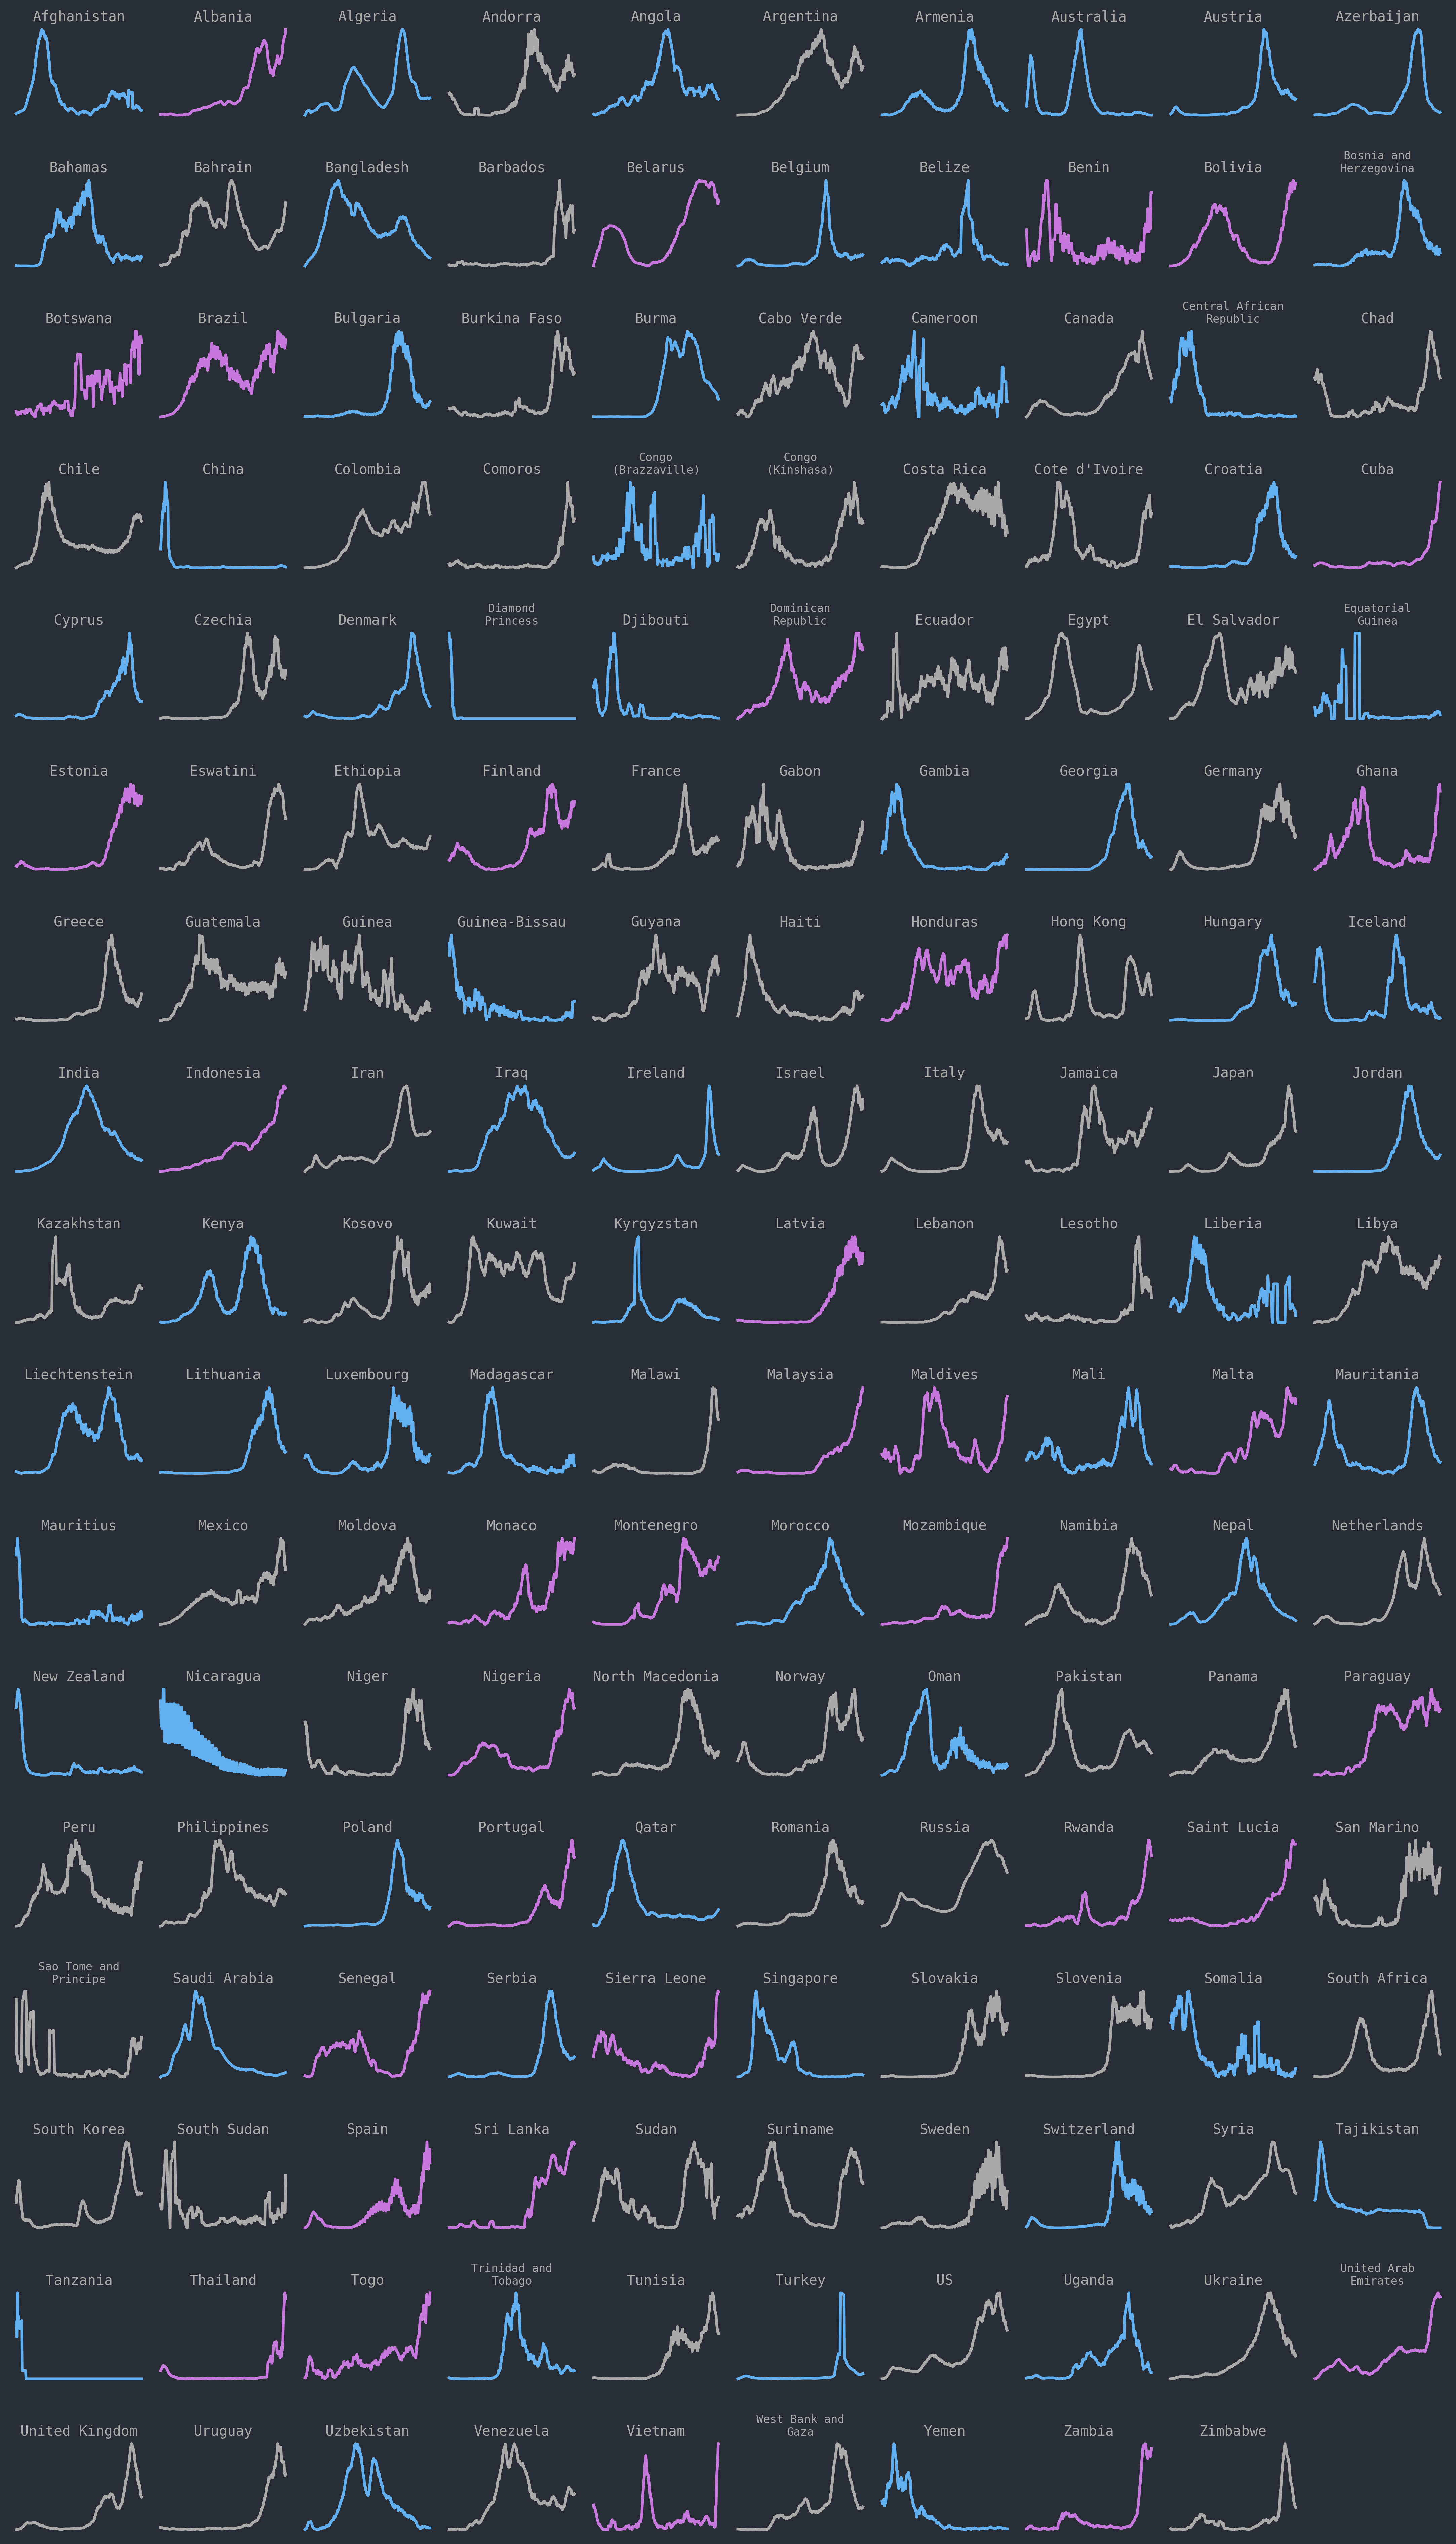 Afghanistan
Albania
Algeria
Andorra
Angola
Argentina
Armenia
Australia
Austria
Azerbaijan
Bahamas
Bahrain
Bangladesh
Barbados
Belarus
Belgium
Belize
Benin
Bolivia
Bosnia and
Herzegovina
Botswana
Brazil
Bulgaria
Burkina Faso
Burma
Cabo Verde
Cameroon
Canada
Central African
Republic
Chad
Chile
China
Colombia
Comoros
Congo
(Brazzaville)
Congo
(Kinshasa)
Costa Rica
Cote d'Ivoire
Croatia
Cuba
Cyprus
Czechia
Denmark
Diamond
Princess
Djibouti
Dominican
Republic
Ecuador
Egypt
El Salvador
Equatorial
Guinea
Estonia
Eswatini
Ethiopia
Finland
France
Gabon
Gambia
Georgia
Germany
Ghana
Greece
Guatemala
Guinea
Guinea-Bissau
Guyana
Haiti
Honduras
Hong Kong
Hungary
Iceland
India
Indonesia
Iran
Iraq
Ireland
Israel
Italy
Jamaica
Japan
Jordan
Kazakhstan
Kenya
Kosovo
Kuwait
Kyrgyzstan
Latvia
Lebanon
Lesotho
Liberia
Libya
Liechtenstein
Lithuania
Luxembourg
Madagascar
Malawi
Malaysia
Maldives
Mali
Malta
Mauritania
Mauritius
Mexico
Moldova
Monaco
Montenegro
Morocco
Mozambique
Namibia
Nepal
Netherlands
New Zealand
Nicaragua
Niger
Nigeria
North Macedonia
Norway
Oman
Pakistan
Panama
Paraguay
Peru
Philippines
Poland
Portugal
Qatar
Romania
Russia
Rwanda
Saint Lucia
San Marino
Sao Tome and
Principe
Saudi Arabia
Senegal
Serbia
Sierra Leone
Singapore
Slovakia
Slovenia
Somalia
South Africa
South Korea
South Sudan
Spain
Sri Lanka
Sudan
Suriname
Sweden
Switzerland
Syria
Tajikistan
Tanzania
Thailand
Togo
Trinidad and
Tobago
Tunisia
Turkey
US
Uganda
Ukraine
United Arab
Emirates
United Kingdom
Uruguay
Uzbekistan
Venezuela
Vietnam
West Bank and
Gaza
Yemen
Zambia
Zimbabwe